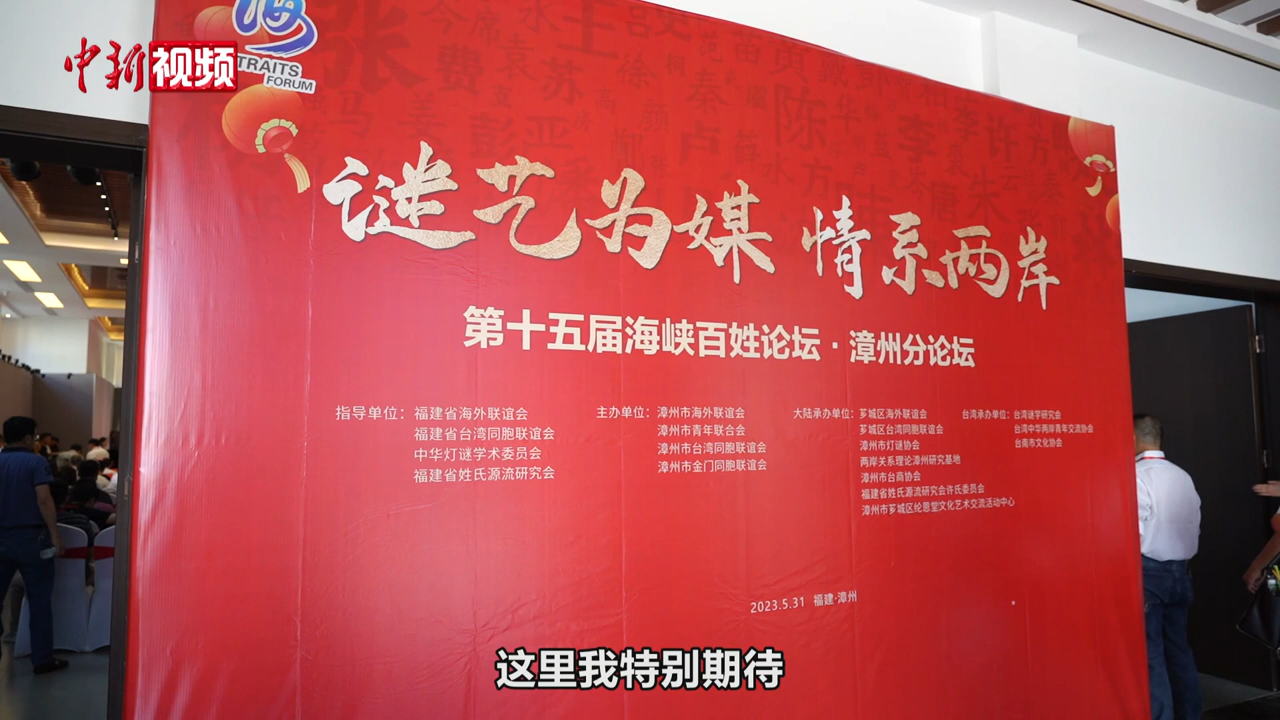 中新视频
海
TRAITS
FORUM
谜艺为媒 情系两岸
第十五届海峡百姓论坛·漳州分论坛
指导单位：福建省海外联谊会
福建省台湾同胞联谊会
中华灯谜学术委员会
福建省姓氏源流研究会
主办单位：漳州市海外联谊会
漳州市青年联合会
漳州市台湾同胞联谊会
漳州市金门同胞联谊会
大陆承办单位：芗城区海外联谊会
芗城区台湾同胞联谊会
漳州市灯谜协会
两岸关系理论漳州研究基地
漳州市台商协会
福建省姓氏源流研究会许氏委员会
漳州市芗城区纶恩堂文化艺术交流活动中心
台湾承办单位：台湾谜学研究会
台湾中华两岸青年交流协会
台南市文化协会
2023.5.31 福建·漳州
这里我特别期待